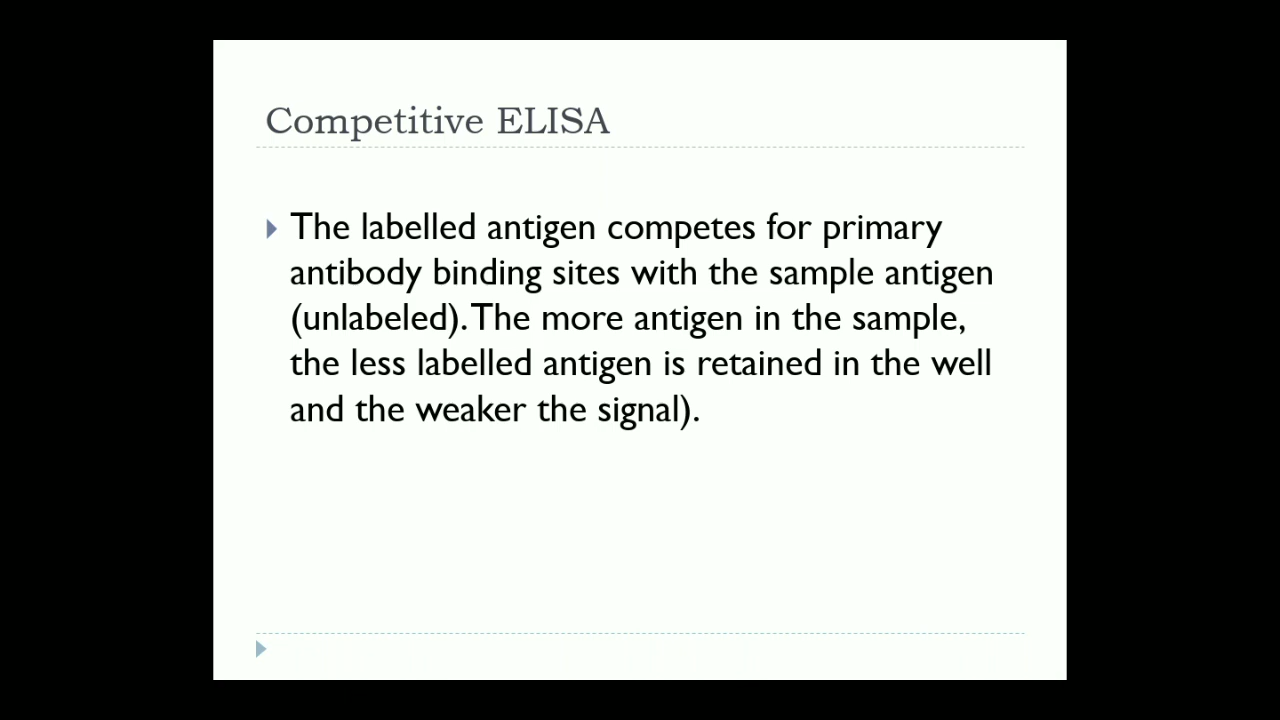 Competitive ELISA
The labelled antigen competes for primary
antibody binding sites with the sample antigen
(unlabeled). The more antigen in the sample,
the less labelled antigen is retained in the well
and the weaker the signal).